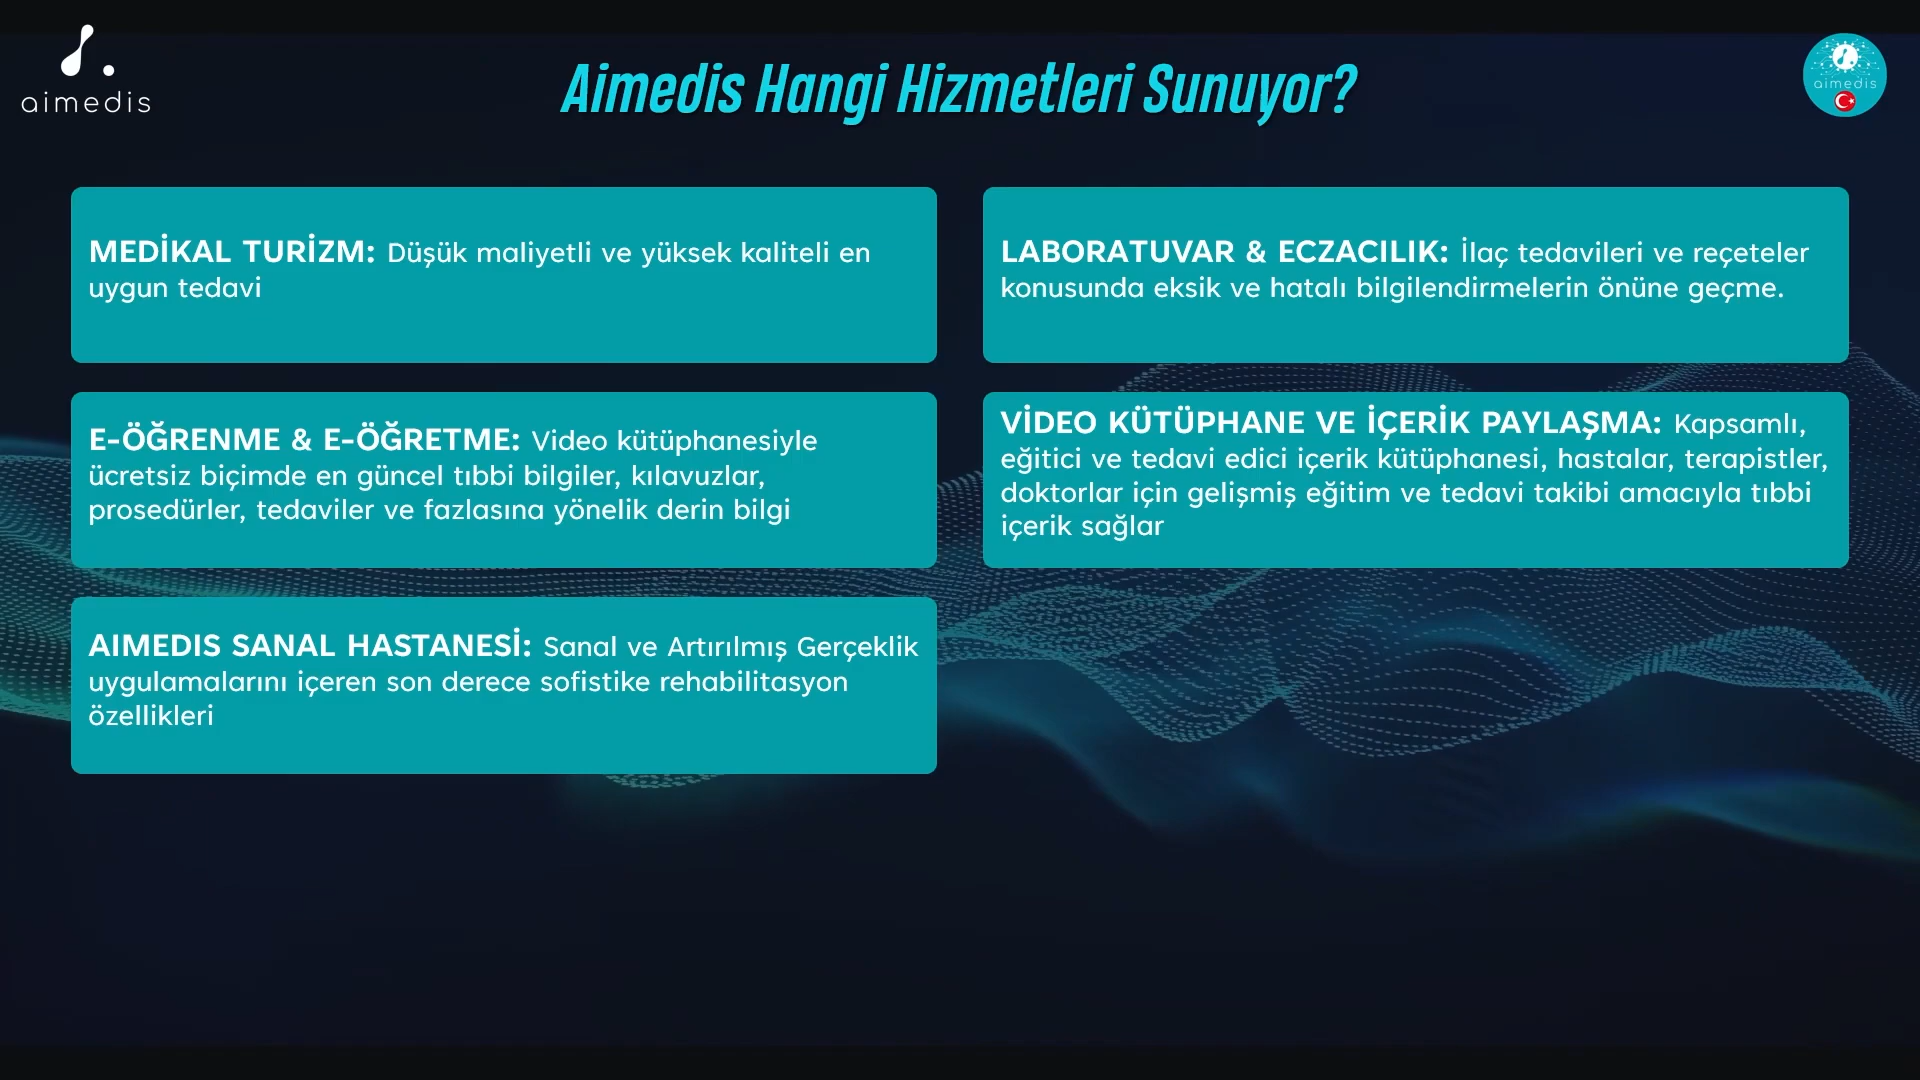 aimedis
Aimedis Hangi Hizmetleri Sunuyor?
aimedis
MEDİKAL TURİZM: Düşük maliyetli ve yüksek kaliteli en
uygun tedavi
LABORATUVAR & ECZACILIK: İlaç tedavileri ve reçeteler
konusunda eksik ve hatalı bilgilendirmelerin önüne geçme.
E-ÖĞRENME & E-ÖĞRETME: Video kütüphanesiyle
ücretsiz biçimde en güncel tıbbi bilgiler, kılavuzlar,
prosedürler, tedaviler ve fazlasına yönelik derin bilgi
VİDEO KÜTÜPHANE VE İÇERİK PAYLAŞMA: Kapsamlı,
eğitici ve tedavi edici içerik kütüphanesi, hastalar, terapistler,
doktorlar için gelişmiş eğitim ve tedavi takibi amacıyla tıbbi
içerik sağlar
AIMEDIS SANAL HASTANESİ: Sanal ve Artırılmış Gerçeklik
uygulamalarını içeren son derece sofistike rehabilitasyon
özellikleri